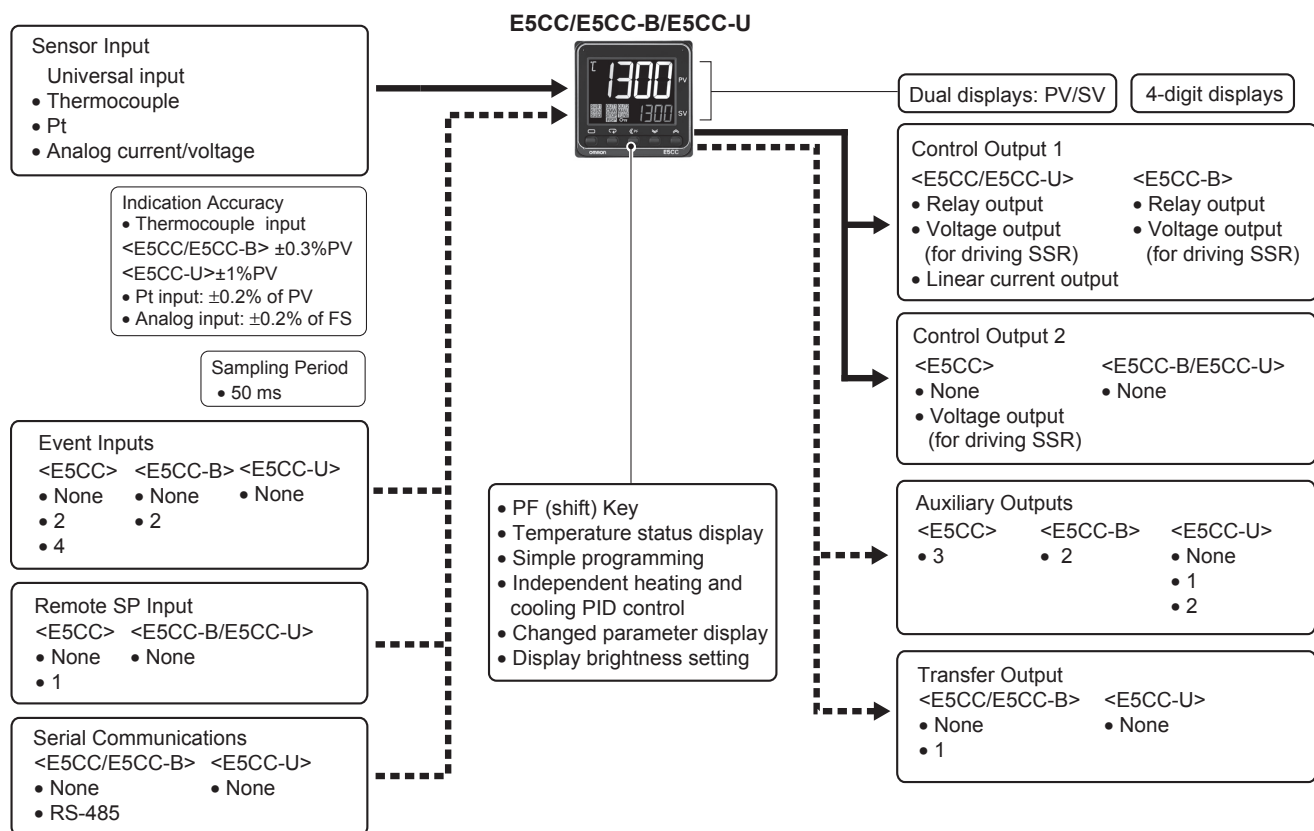 E5CC/E5CC-B/E5CC-U
Sensor Input
Universal input
• Thermocouple
• Pt
• Analog current/voltage
Indication Accuracy
• Thermocouple input
<E5CC/E5CC-B> ±0.3%PV
<E5CC-U>±1%PV
• Pt input: ±0.2% of PV
• Analog input: ±0.2% of FS
Sampling Period
• 50 ms
Event Inputs
<E5CC> <E5CC-B> <E5CC-U>
• None • None • None
• 2 • 2
• 4
Remote SP Input
<E5CC> <E5CC-B/E5CC-U>
• None • None
• 1
Serial Communications
<E5CC/E5CC-B> <E5CC-U>
• None • None
• RS-485
1300
PV
1300
SV
PF
OMRON E5CC
• PF (shift) Key
• Temperature status display
• Simple programming
• Independent heating and
cooling PID control
• Changed parameter display
• Display brightness setting
Dual displays: PV/SV
4-digit displays
Control Output 1
<E5CC/E5CC-U> <E5CC-B>
• Relay output • Relay output
• Voltage output • Voltage output
(for driving SSR) (for driving SSR)
• Linear current output
Control Output 2
<E5CC> <E5CC-B/E5CC-U>
• None • None
• Voltage output
(for driving SSR)
Auxiliary Outputs
<E5CC> <E5CC-B> <E5CC-U>
• 3 • 2 • None
• 1
• 2
Transfer Output
<E5CC/E5CC-B> <E5CC-U>
• None • None
• 1